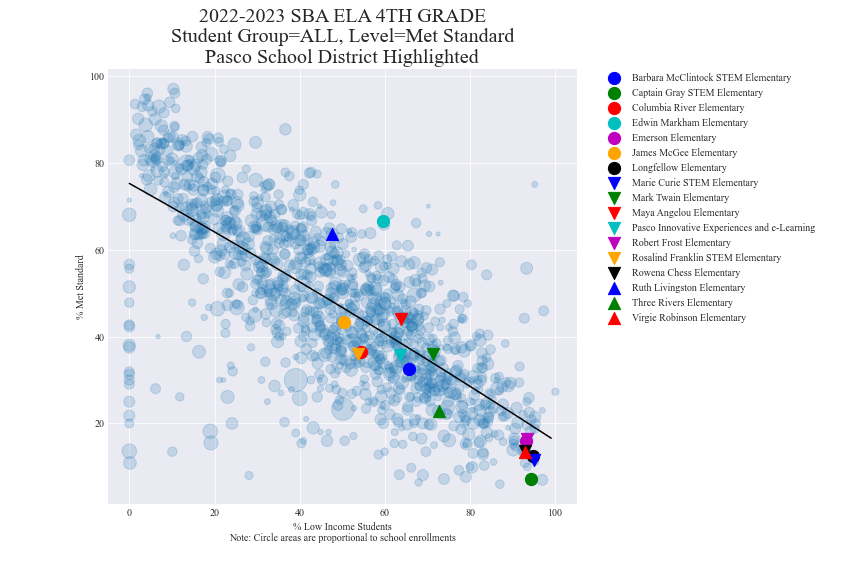 2022-2023 SBA ELA 4TH GRADE
Student Group=ALL, Level=Met Standard
Pasco School District Highlighted
100
80
60
40
20
% Met Standard
0
20
40
60
80
100
% Low Income Students
Note: Circle areas are proportional to school enrollments
Barbara McClintock STEM Elementary
Captain Gray STEM Elementary
Columbia River Elementary
Edwin Markham Elementary
Emerson Elementary
James McGee Elementary
Longfellow Elementary
Marie Curie STEM Elementary
Mark Twain Elementary
Maya Angelou Elementary
Pasco Innovative Experiences and e-Learning
Robert Frost Elementary
Rosalind Franklin STEM Elementary
Rowena Chess Elementary
Ruth Livingston Elementary
Three Rivers Elementary
Virgie Robinson Elementary